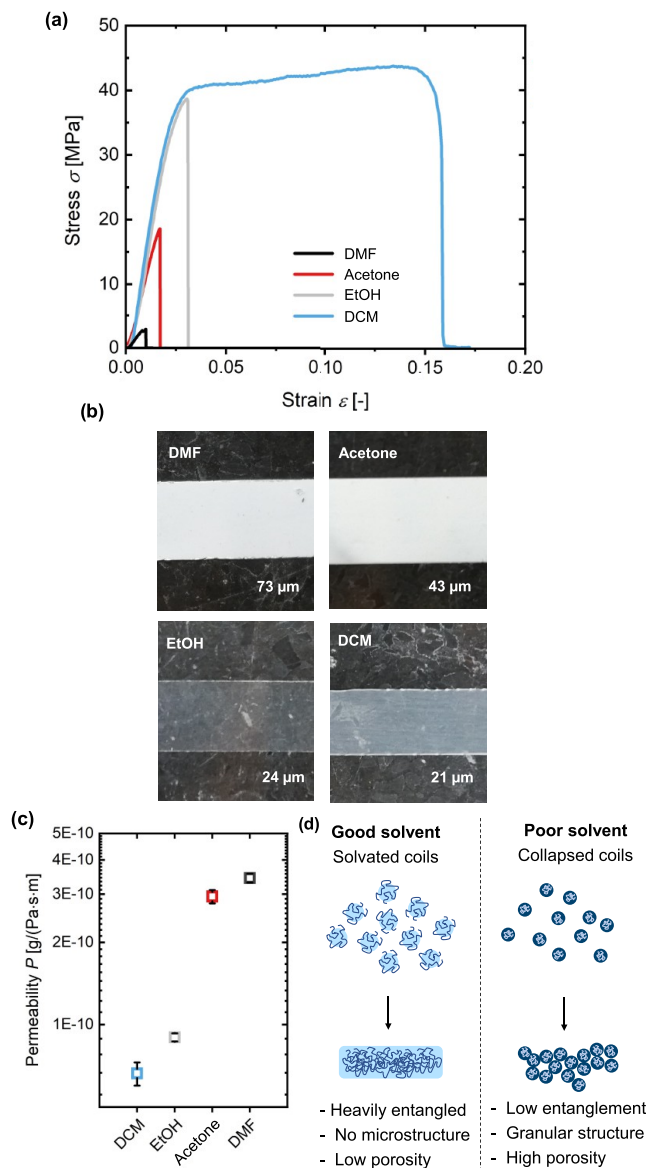 (a)
50
40
30
20
10
0
Stress σ [MPa]
DMF
Acetone
EtOH
DCM
0.00 0.05 0.10 0.15 0.20
Strain ε [-]
(b)
DMF
73 µm
Acetone
43 µm
EtOH
24 µm
DCM
21 µm
(c)
5E-10
4E-10
3E-10
2E-10
1E-10
Permeability P [g/(Pa·s·m]
DCM
EtOH
Acetone
DMF
(d)
Good solvent
Solvated coils
- Heavily entangled
- No microstructure
- Low porosity
Poor solvent
Collapsed coils
- Low entanglement
- Granular structure
- High porosity